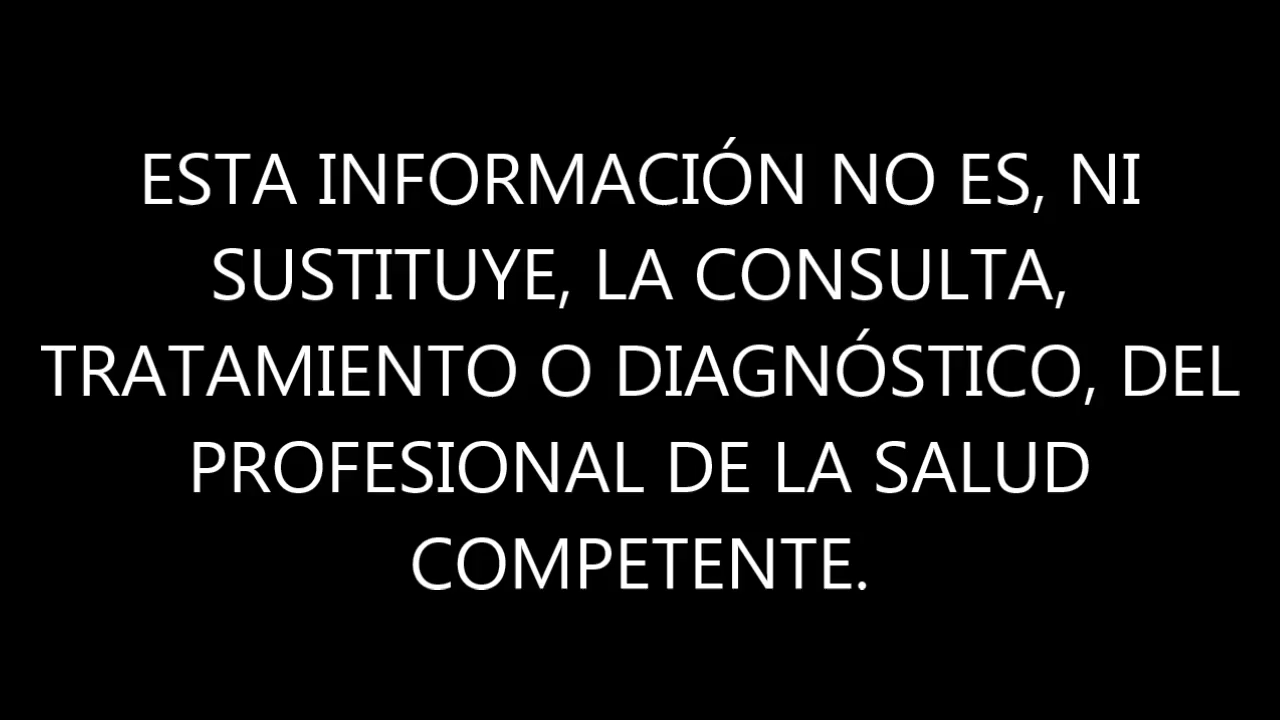 ESTA INFORMACIÓN NO ES, NI
SUSTITUYE, LA CONSULTA,
TRATAMIENTO O DIAGNÓSTICO, DEL
PROFESIONAL DE LA SALUD
COMPETENTE.